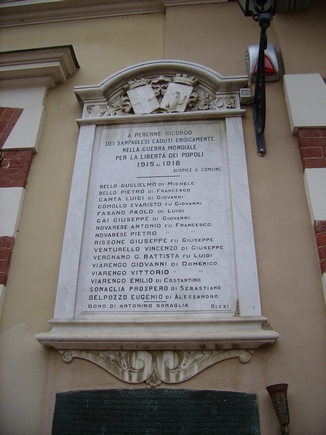 A PERENNE RICORDO
DEI SANPAOLESI CADUTI EROICAMENTE
NELLA GUERRA MONDIALE
PER LA LIBERTÀ DEI POPOLI
1915 AL 1918
AUSPICE IL COMUNE
BELLO GUGLIELMO DI MICHELE
BELLO PIETRO DI FRANCESCO
CANTA LUIGI DI GIOVANNI
COMOLLO EVARISTO FU GIOVANNI
FASANO PAOLO DI LUIGI
GAI GIUSEPPE DI GIOVANNI
NOVARESE ANTONIO FU FRANCESCO
NOVARESE PIETRO " "
RISSONE GIUSEPPE FU GIUSEPPE
VENTURELLO VINCENZO DI GIUSEPPE
VERGNANO G. BATTISTA FU LUIGI
VIARENGO GIOVANNI DI DOMENICO
VIARENGO VITTORIO " "
VIARENGO EMILIO DI COSTANTINO
SONAGLIA PROSPERO DI SEBASTIANO
DELPOZZO EUGENIO DI ALESSANDRO
DONO DI ANTONINO SONAGLIA